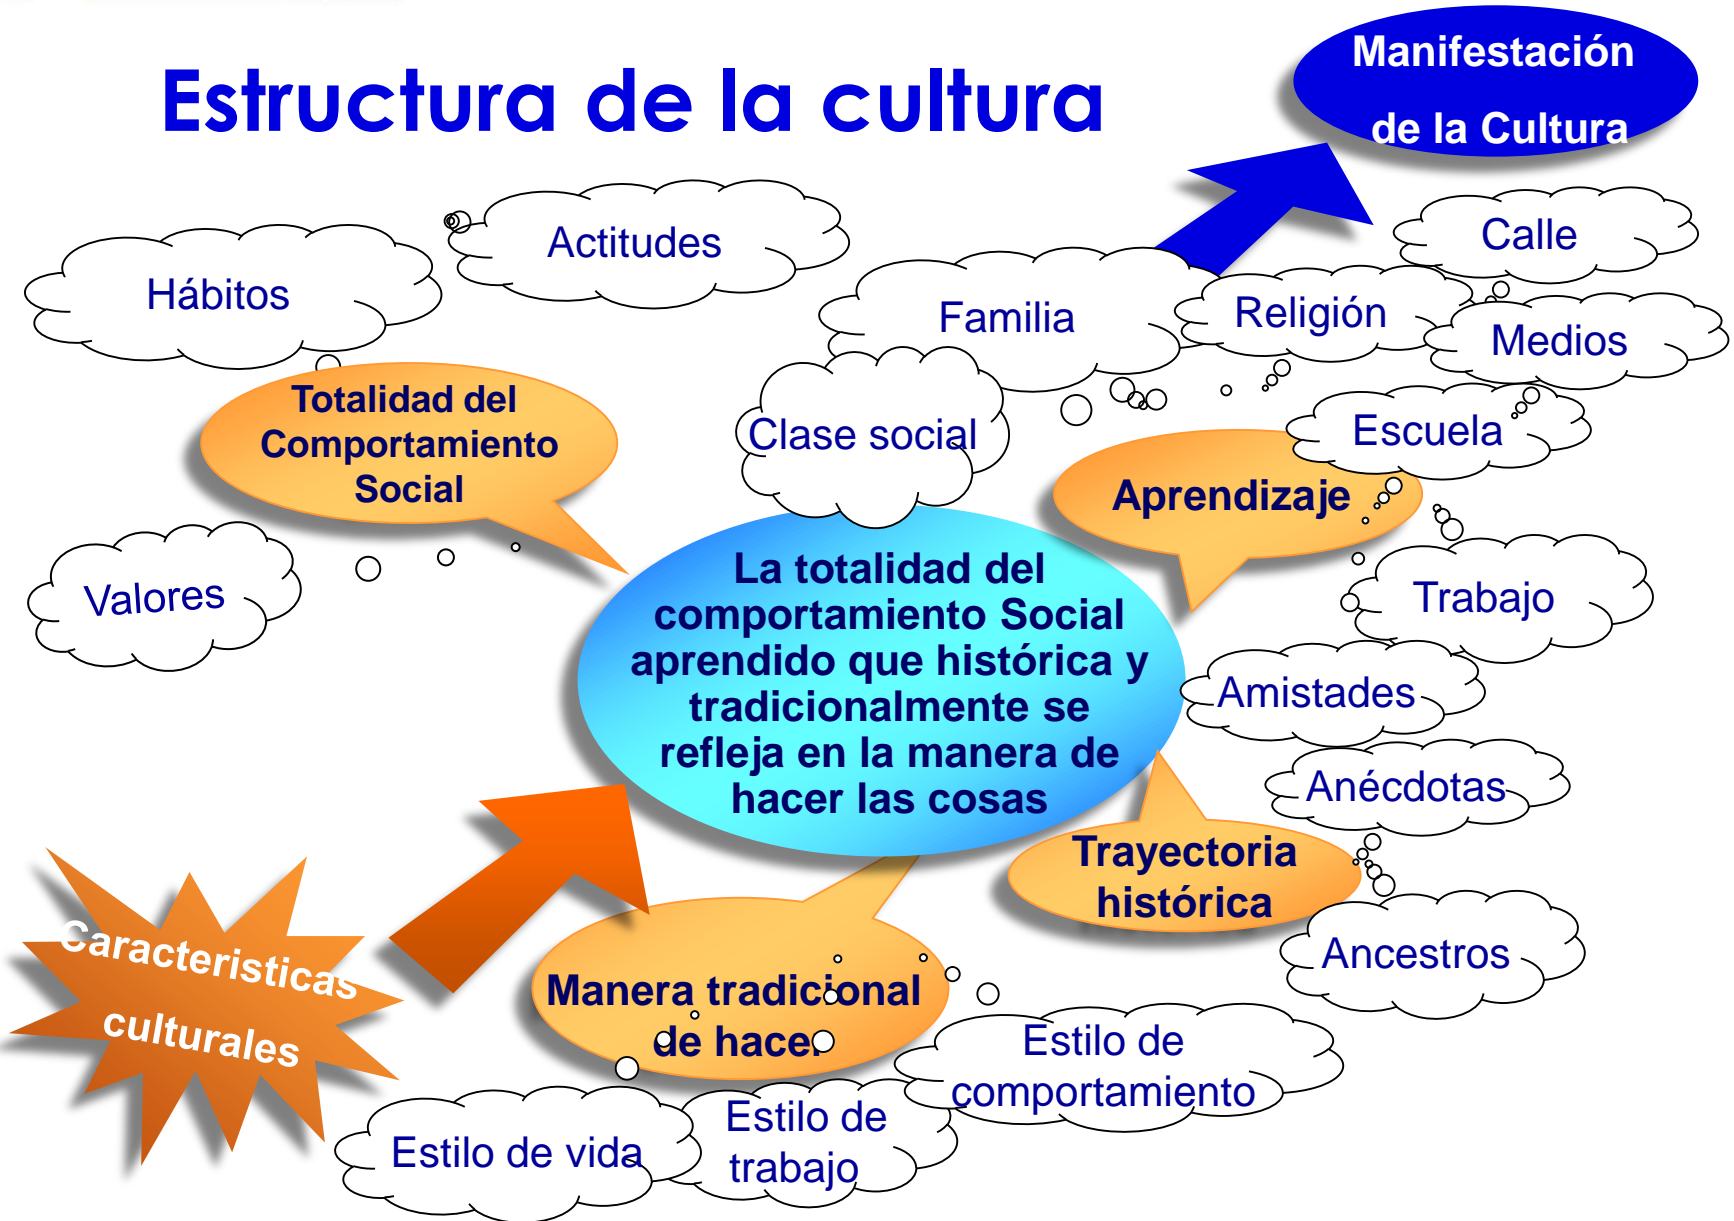 Estructura de la cultura
Manifestación
de la Cultura
Hábitos
Actitudes
Familia
Religión
Calle
Medios
Totalidad del
Comportamiento
Social
Clase social
Escuela
Aprendizaje
Valores
La totalidad del
comportamiento Social
aprendido que histórica y
tradicionalmente se
refleja en la manera de
hacer las cosas
Trabajo
Amistades
Anécdotas
Trayectoria
histórica
Ancestros
Caracteristicas
culturales
Manera tradicional
de hacer
Estilo de
comportamiento
Estilo de
trabajo
Estilo de vida